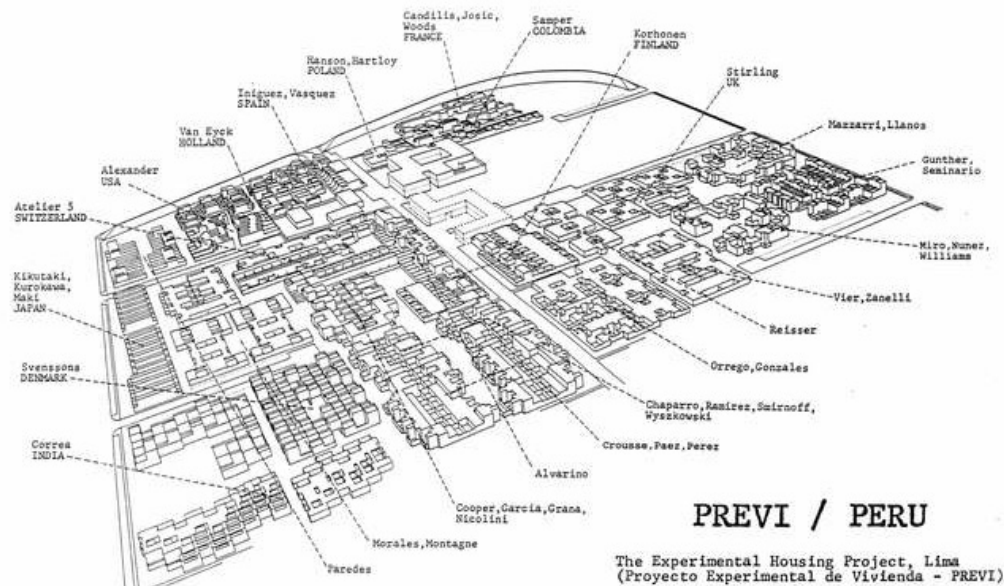 Candilis,Josic,
Woods
FRANCE
Samper
COLOMBIA
Korhonen
FINLAND
Hanson,Hartloy
POLAND
Stirling
UK
Iniguez,Vasquez
SPAIN
Mazzarri,Llanos
Van Eyck
HOLLAND
Gunther,
Seminario
Alexander
USA
Atelier 5
SWITZERLAND
Miro,Nunez,
Williams
Kikutaki,
Kurokawa,
Maki
JAPAN
Vier,Zanelli
Reisser
Svenssons
DENMARK
Orrego,Gonzales
Chaparro,Ramirez,Smirnoff,
Wyszkowski
Crousse,Paez,Perez
Correa
INDIA
Alvarino
Cooper,Garcia,Grana,
Nicolini
Morales,Montagne
Paredes
PREVI / PERU
The Experimental Housing Project, Lima
(Proyecto Experimental de Vivienda - PREVI)